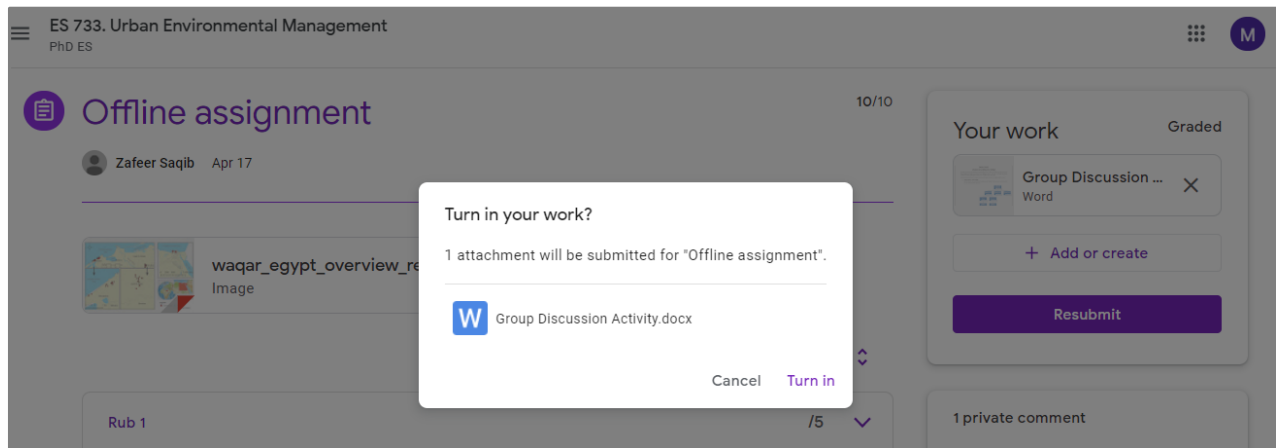 ES 733. Urban Environmental Management
PhD ES
M
Offline assignment
10/10
Zafeer Saqib Apr 17
waqar_egypt_overview_re
Image
Rub 1
/5
Turn in your work?
1 attachment will be submitted for "Offline assignment".
W
Group Discussion Activity.docx
Cancel Turn in
Your work
Graded
Group Discussion ...
Word
+ Add or create
Resubmit
1 private comment